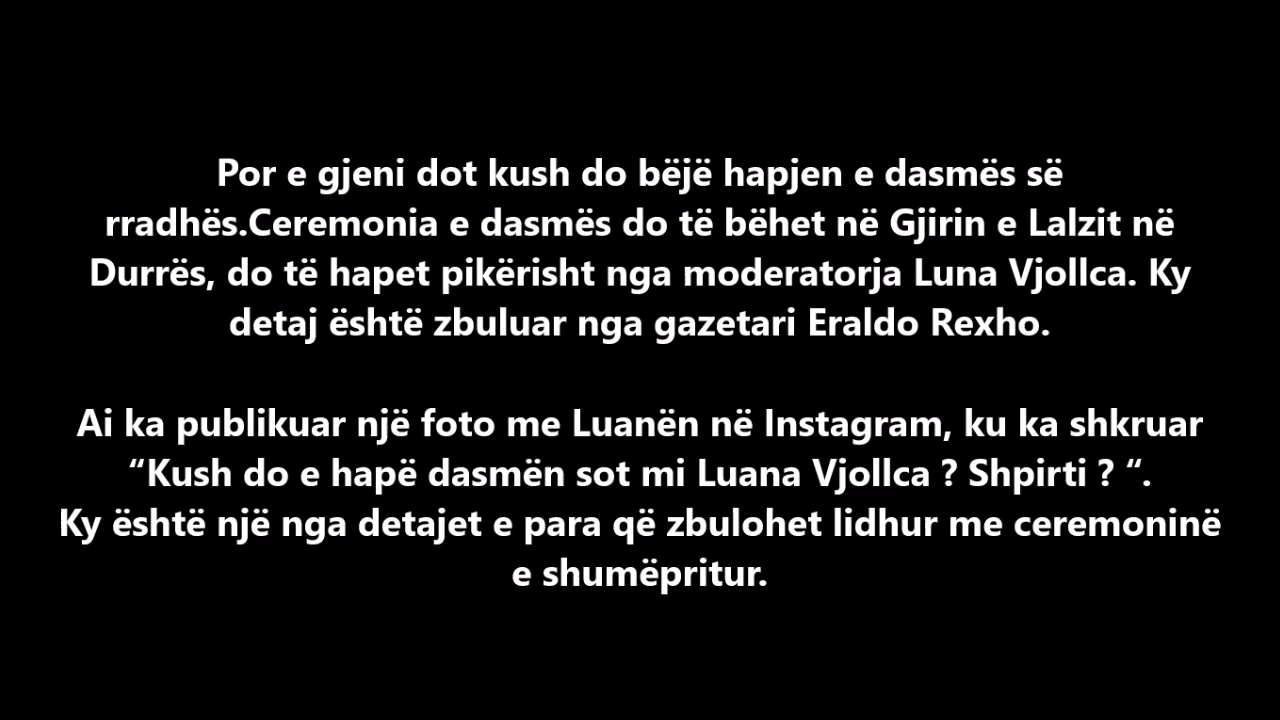 Por e gjeni dot kush do bëjë hapjen e dasmës së
rradhës.Ceremonia e dasmës do të bëhet në Gjirin e Lalzit në
Durrës, do të hapet pikërisht nga moderatorja Luna Vjollca. Ky
detaj është zbuluar nga gazetari Eraldo Rexho.
Ai ka publikuar një foto me Luanën në Instagram, ku ka shkruar
“Kush do e hapë dasmën sot mi Luana Vjollca ? Shpirti ? “.
Ky është një nga detajet e para që zbulohet lidhur me ceremoninë
e shumëpritur.